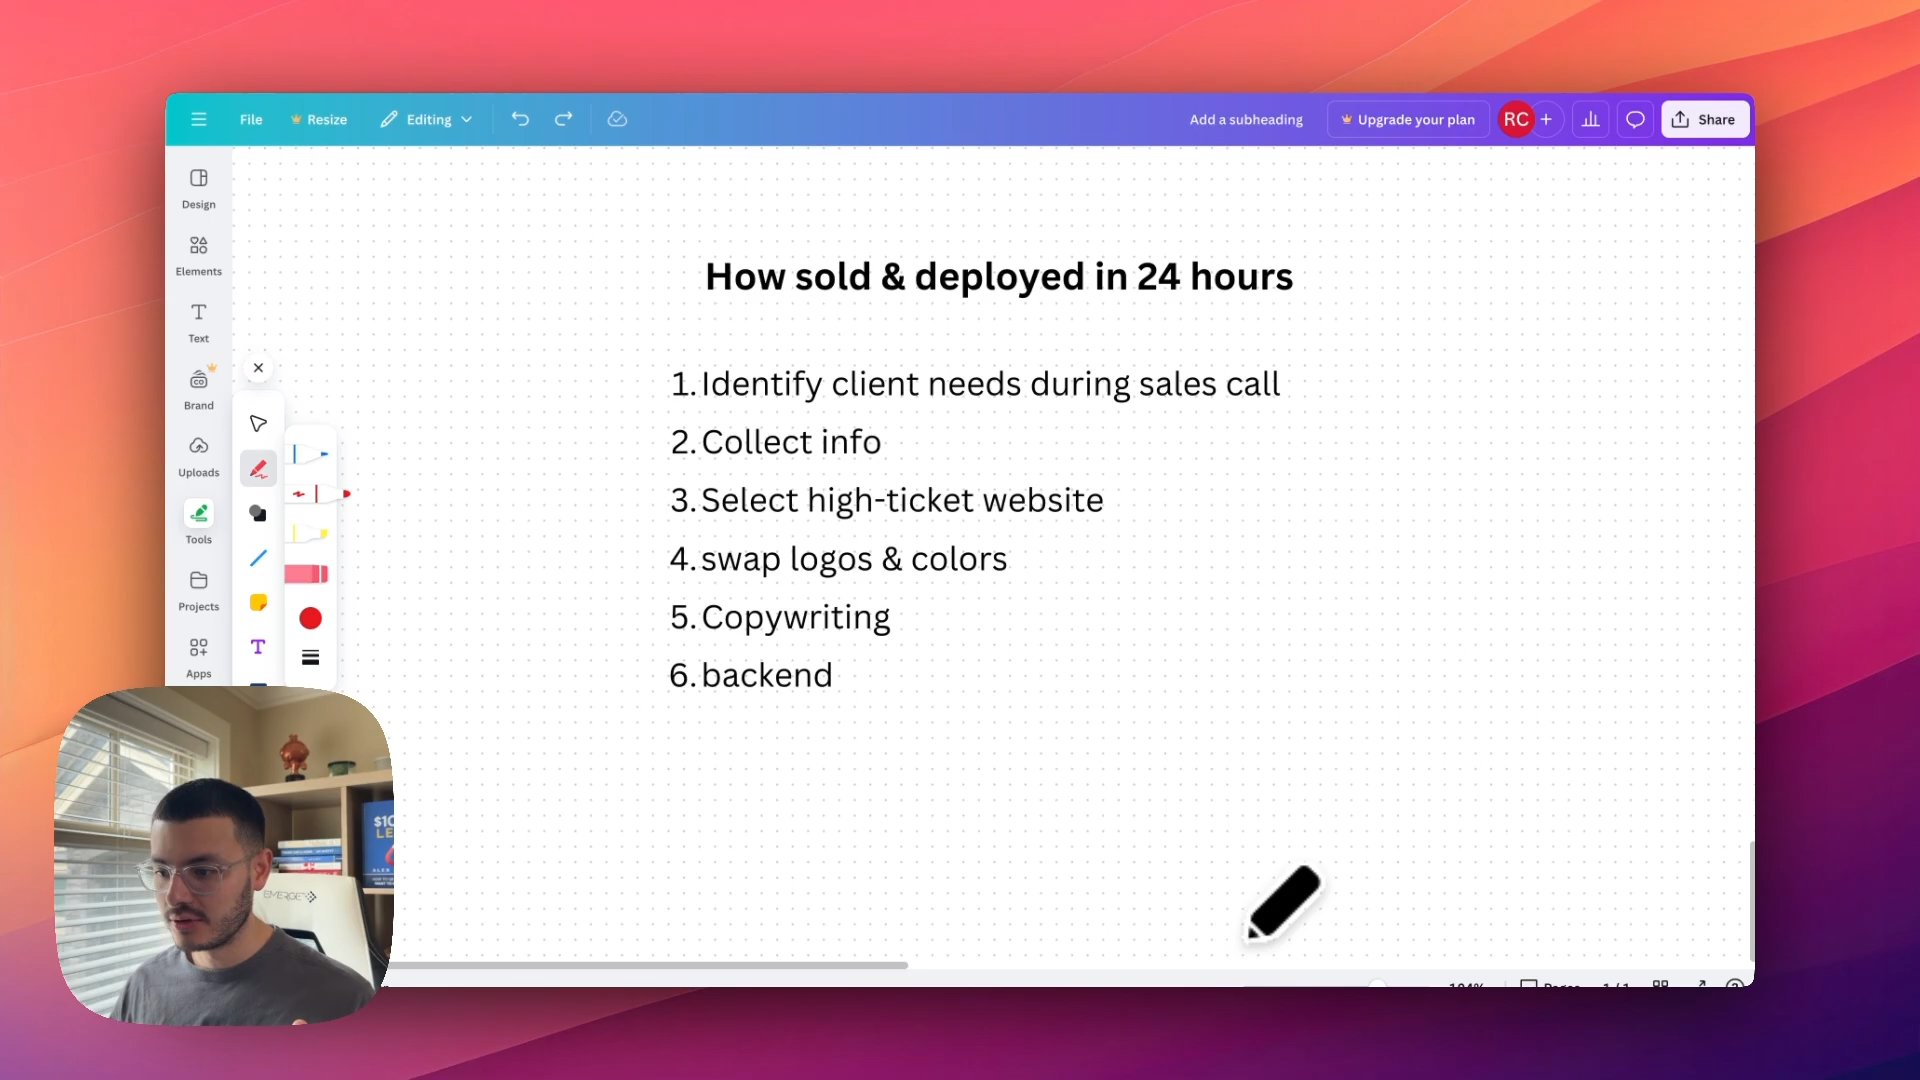 File
Resize
Editing
Add a subheading
Upgrade your plan
RC
Share
Design
Elements
Text
Brand
Uploads
Tools
Projects
Apps
How sold & deployed in 24 hours
1. Identify client needs during sales call
2. Collect info
3. Select high-ticket website
4. swap logos & colors
5. Copywriting
6. backend
EMERGE